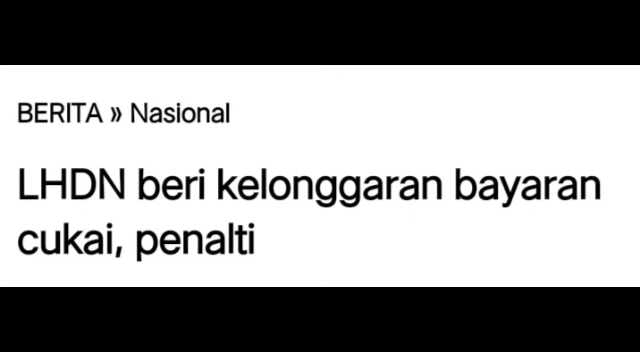 BERITA » Nasional
LHDN beri kelonggaran bayaran
cukai, penalti